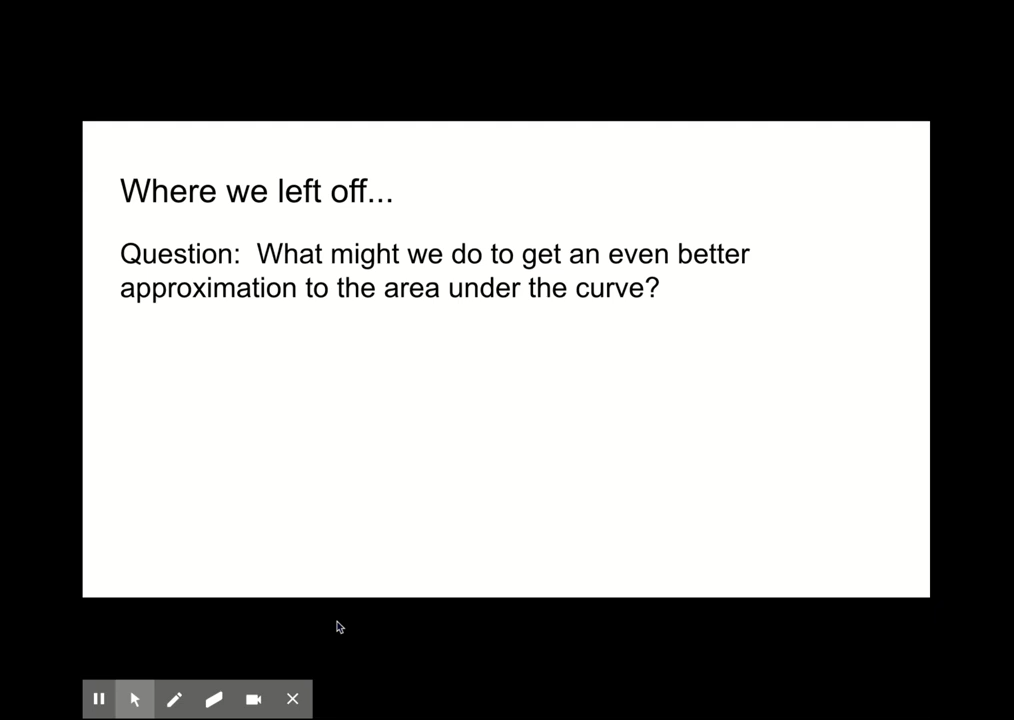 Where we left off...
Question:  What might we do to get an even better
approximation to the area under the curve?